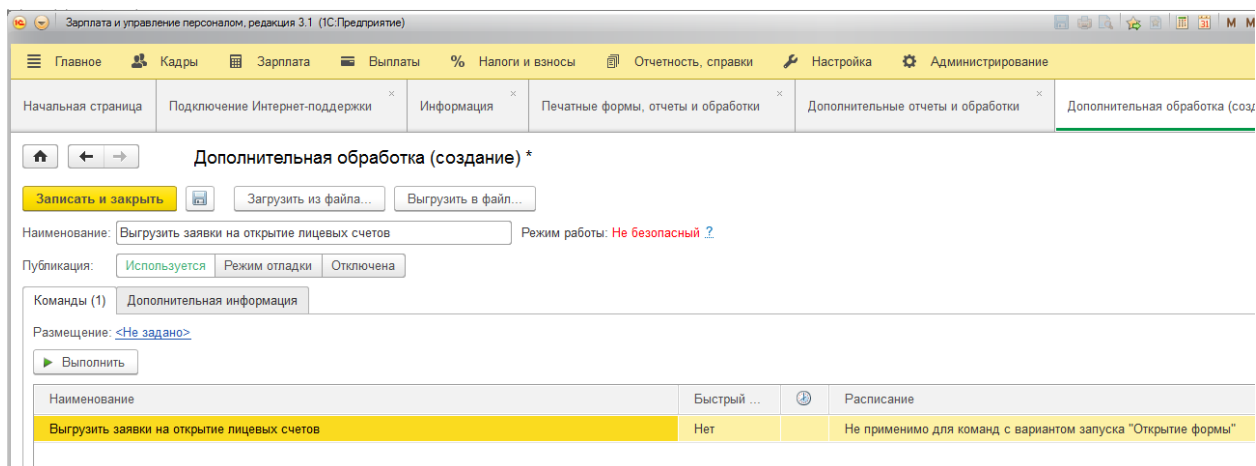 Зарплата и управление персоналом, редакция 3.1 (1С:Предприятие) M M
Главное Кадры Зарплата Выплаты Налоги и взносы Отчетность, справки Настройка Администрирование
Начальная страница Подключение Интернет-поддержки Информация Печатные формы, отчеты и обработки Дополнительные отчеты и обработки Дополнительная обработка (созд
Дополнительная обработка (создание) *
Записать и закрыть Загрузить из файла... Выгрузить в файл...
Наименование: Выгрузить заявки на открытие лицевых счетов Режим работы: Не безопасный ?
Публикация: Используется Режим отладки Отключена
Команды (1) Дополнительная информация
Размещение: <Не задано>
Выполнить
Наименование Быстрый ... Расписание
Выгрузить заявки на открытие лицевых счетов Нет Не применимо для команд с вариантом запуска "Открытие формы"